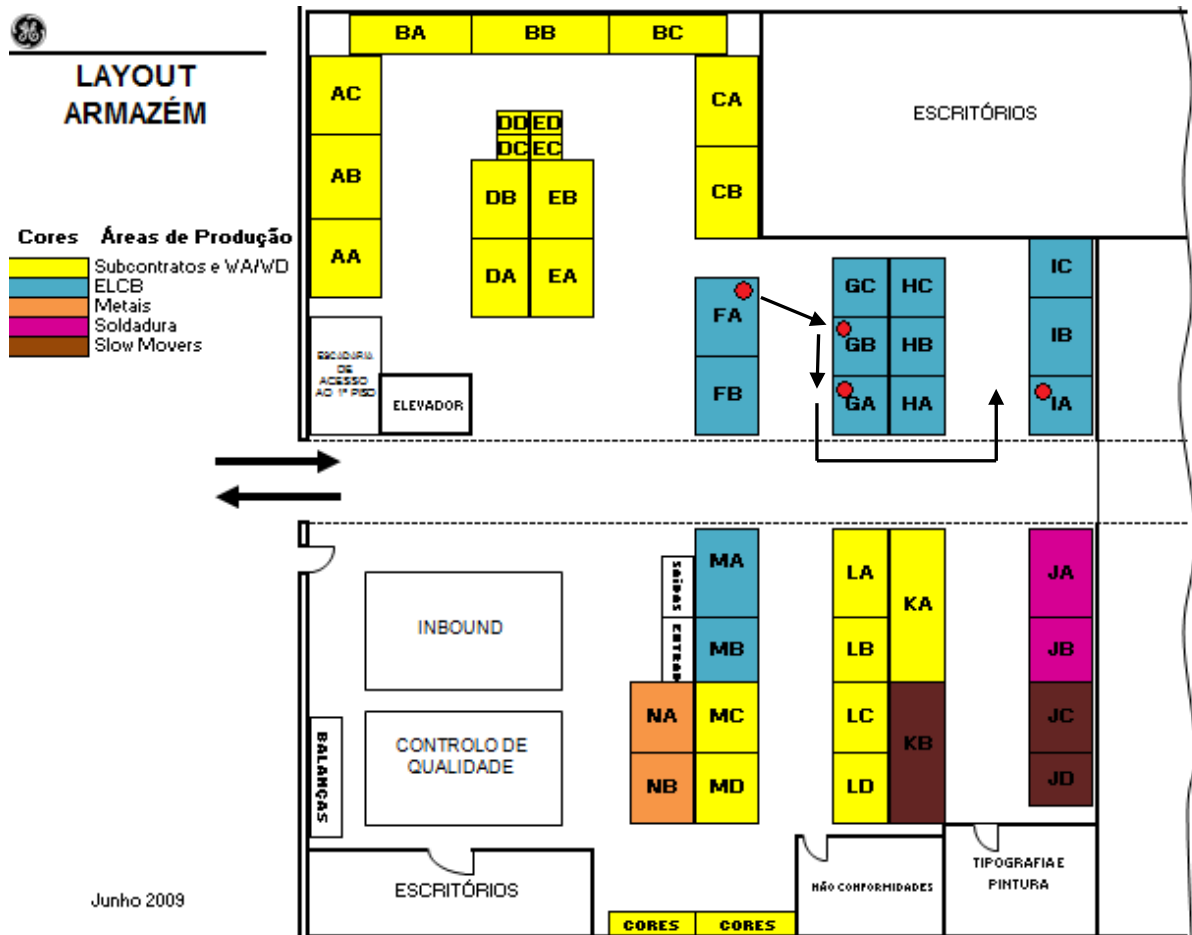 LAYOUT
ARMAZÉM
Cores Áreas de Produção
Subcontratos e VA/VD
ELCB
Metais
Soldadura
Slow Movers
BA BB BC
AC
AB
AA
DD ED
DC EC
DB EB
DA EA
CA
CB
ESCRITÓRIOS
ESCADARIA
DE
ACESSO
AO 1º PISO
ELEVADOR
FA
FB
GC HC
GB HB
GA HA
IC
IB
IA
INBOUND
CONTROLO DE
QUALIDADE
BALANÇAS
SAÍDAS
MA
MB
NA MC
NB MD
LA
LB
LC
LD
KA
KB
JA
JB
JC
JD
ESCRITÓRIOS
NÃO CONFORMIDADES
TIPOGRAFIA E
PINTURA
CORES CORES
Junho 2009